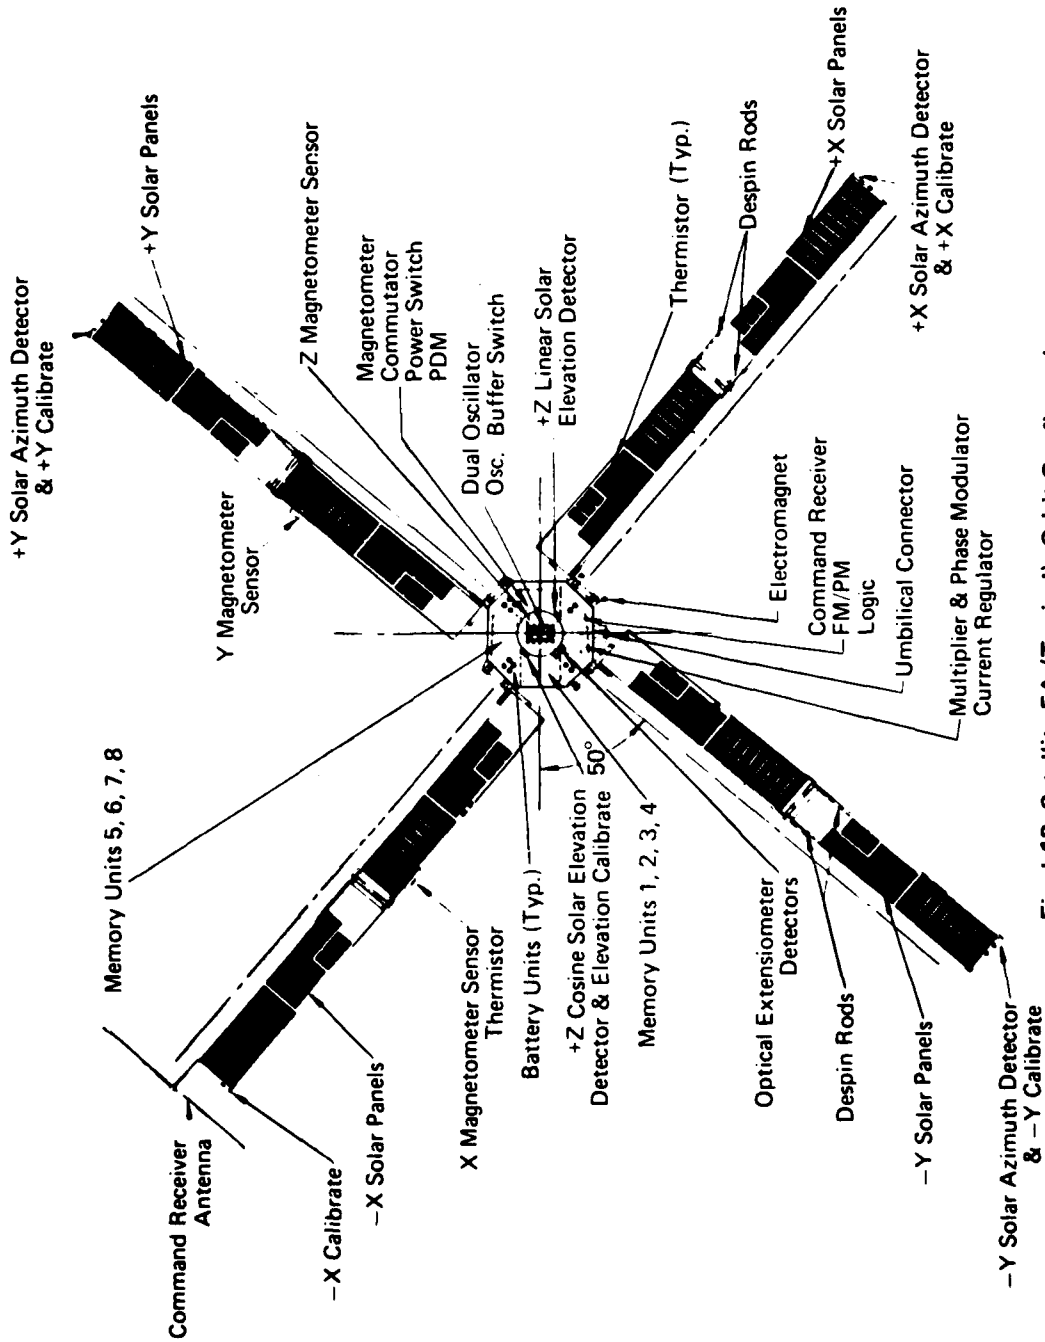 +Y Solar Azimuth Detector
& +Y Calibrate
Memory Units 5, 6, 7, 8
+Y Solar Panels
Command Receiver
Antenna
Y Magnetometer
Sensor
Z Magnetometer Sensor
−X Calibrate
−X Solar Panels
Magnetometer
Commutator
Power Switch
PDM
X Magnetometer Sensor
Thermistor
Dual Oscillator
Osc. Buffer Switch
Battery Units (Typ.)
+Z Linear Solar
Elevation Detector
+Z Cosine Solar Elevation
Detector & Elevation Calibrate
50°
Memory Units 1, 2, 3, 4
Thermistor (Typ.)
Despin Rods
Optical Extensiometer
Detectors
Electromagnet
Command Receiver
FM/PM
Logic
+X Solar Panels
Despin Rods
Umbilical Connector
−Y Solar Panels
Multiplier & Phase Modulator
Current Regulator
+X Solar Azimuth Detector
& +X Calibrate
−Y Solar Azimuth Detector
& −Y Calibrate